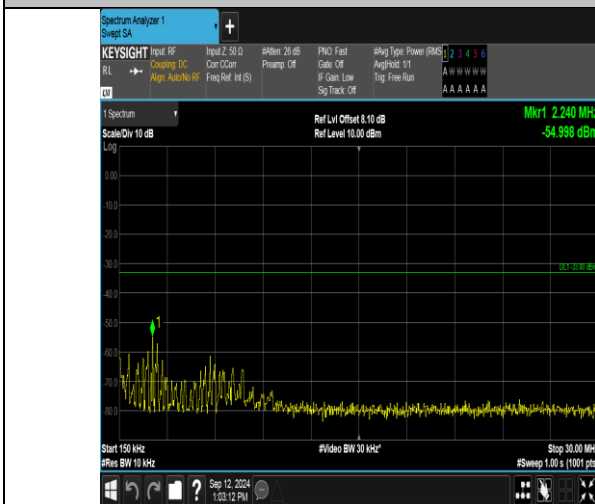 Spectrum Analyzer 1
Swept SA
+
KEYSIGHT Input: RF Input Z: 50 Ω #Atten: 26 dB PNO: Fast #Avg Type: Power (RMS 1 2 3 4 5 6
RL Coupling: DC Corr CCorr Preamp: Off Gate: Off Avg|Hold: 1/1 A W W W W W
Align: Auto/No RF Freq Ref: Int (S) IF Gain: Low Trig: Free Run
Sig Track: Off A A A A A A
LXI
1 Spectrum Ref Lvl Offset 8.10 dB Mkr1 2.240 MHz
Scale/Div 10 dB Ref Level 10.00 dBm -54.998 dBm
Log
0.00
-10.0
-20.0
-30.0
DL1 -33.00 dBm
-40.0
1
-50.0
-60.0
-70.0
-80.0
Start 150 kHz #Video BW 30 kHz* Stop 30.00 MH
#Res BW 10 kHz #Sweep 1.00 s (1001 pts
? Sep 12, 2024
1:03:12 PM